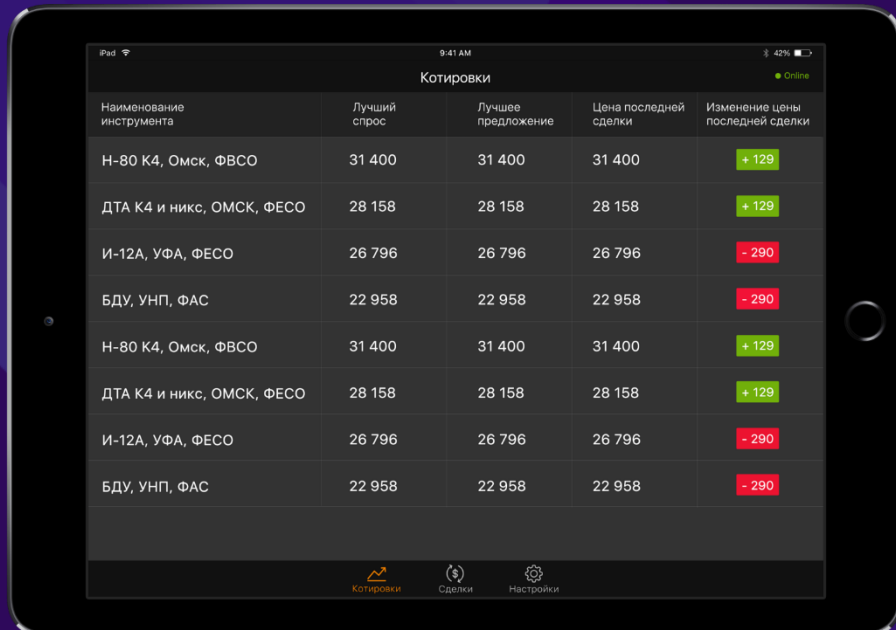 iPad 9:41 AM 42%
Котировки Online
Наименование инструмента Лучший спрос Лучшее предложение Цена последней сделки Изменение цены последней сделки
Н-80 К4, Омск, ФВСО 31 400 31 400 31 400 + 129
ДТА К4 и никс, ОМСК, ФЕСО 28 158 28 158 28 158 + 129
И-12А, УФА, ФЕСО 26 796 26 796 26 796 - 290
БДУ, УНП, ФАС 22 958 22 958 22 958 - 290
Н-80 К4, Омск, ФВСО 31 400 31 400 31 400 + 129
ДТА К4 и никс, ОМСК, ФЕСО 28 158 28 158 28 158 + 129
И-12А, УФА, ФЕСО 26 796 26 796 26 796 - 290
БДУ, УНП, ФАС 22 958 22 958 22 958 - 290
Котировки Сделки Настройки